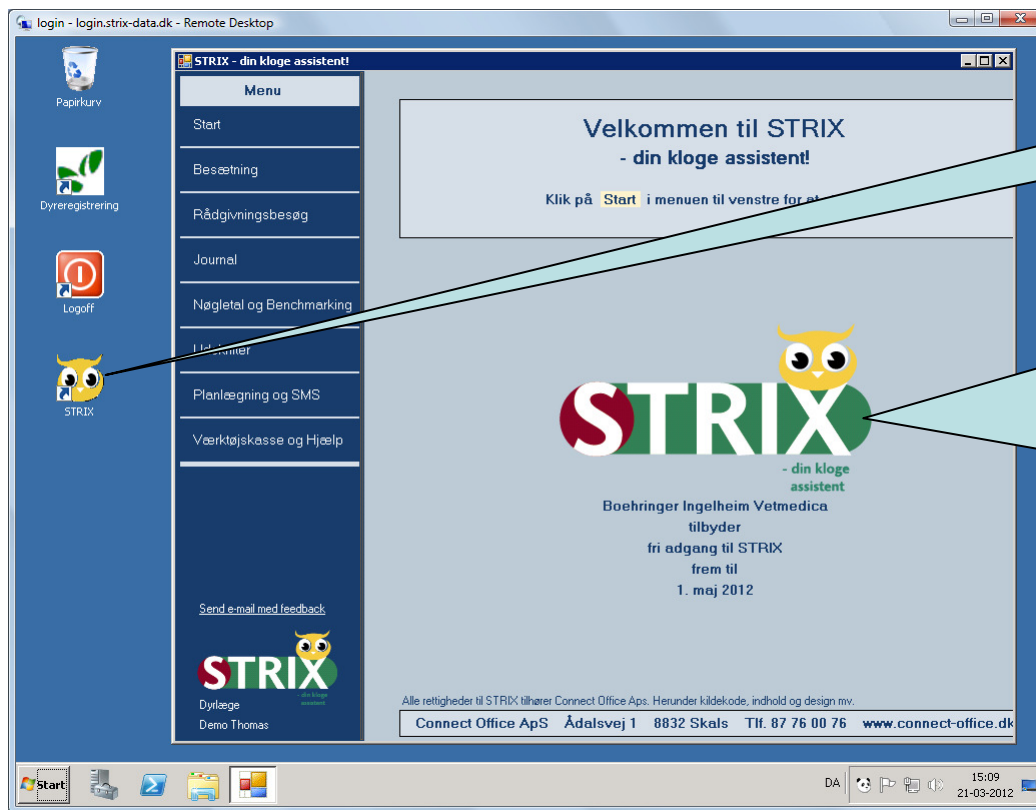 login - login.strix-data.dk - Remote Desktop
Papirkurv
Dyreregistrering
Logoff
STRIX
STRIX - din kloge assistent!
Menu
Start
Besætning
Rådgivningsbesøg
Journal
Nøgletal og Benchmarking
Planlægning og SMS
Værktøjskasse og Hjælp
Send e-mail med feedback
STRIX
- din kloge
assistent
Dyrlæge
Demo Thomas
Velkommen til STRIX
- din kloge assistent!
Klik på Start i menuen til venstre for at
STRIX
- din kloge
assistent
Boehringer Ingelheim Vetmedica
tilbyder
fri adgang til STRIX
frem til
1. maj 2012
Alle rettigheder til STRIX tilhører Connect Office Aps. Herunder kildekode, indhold og design mv.
Connect Office ApS Ådalsvej 1 8832 Skals Tlf. 87 76 00 76 www.connect-office.dk
Start
DA
15:09
21-03-2012